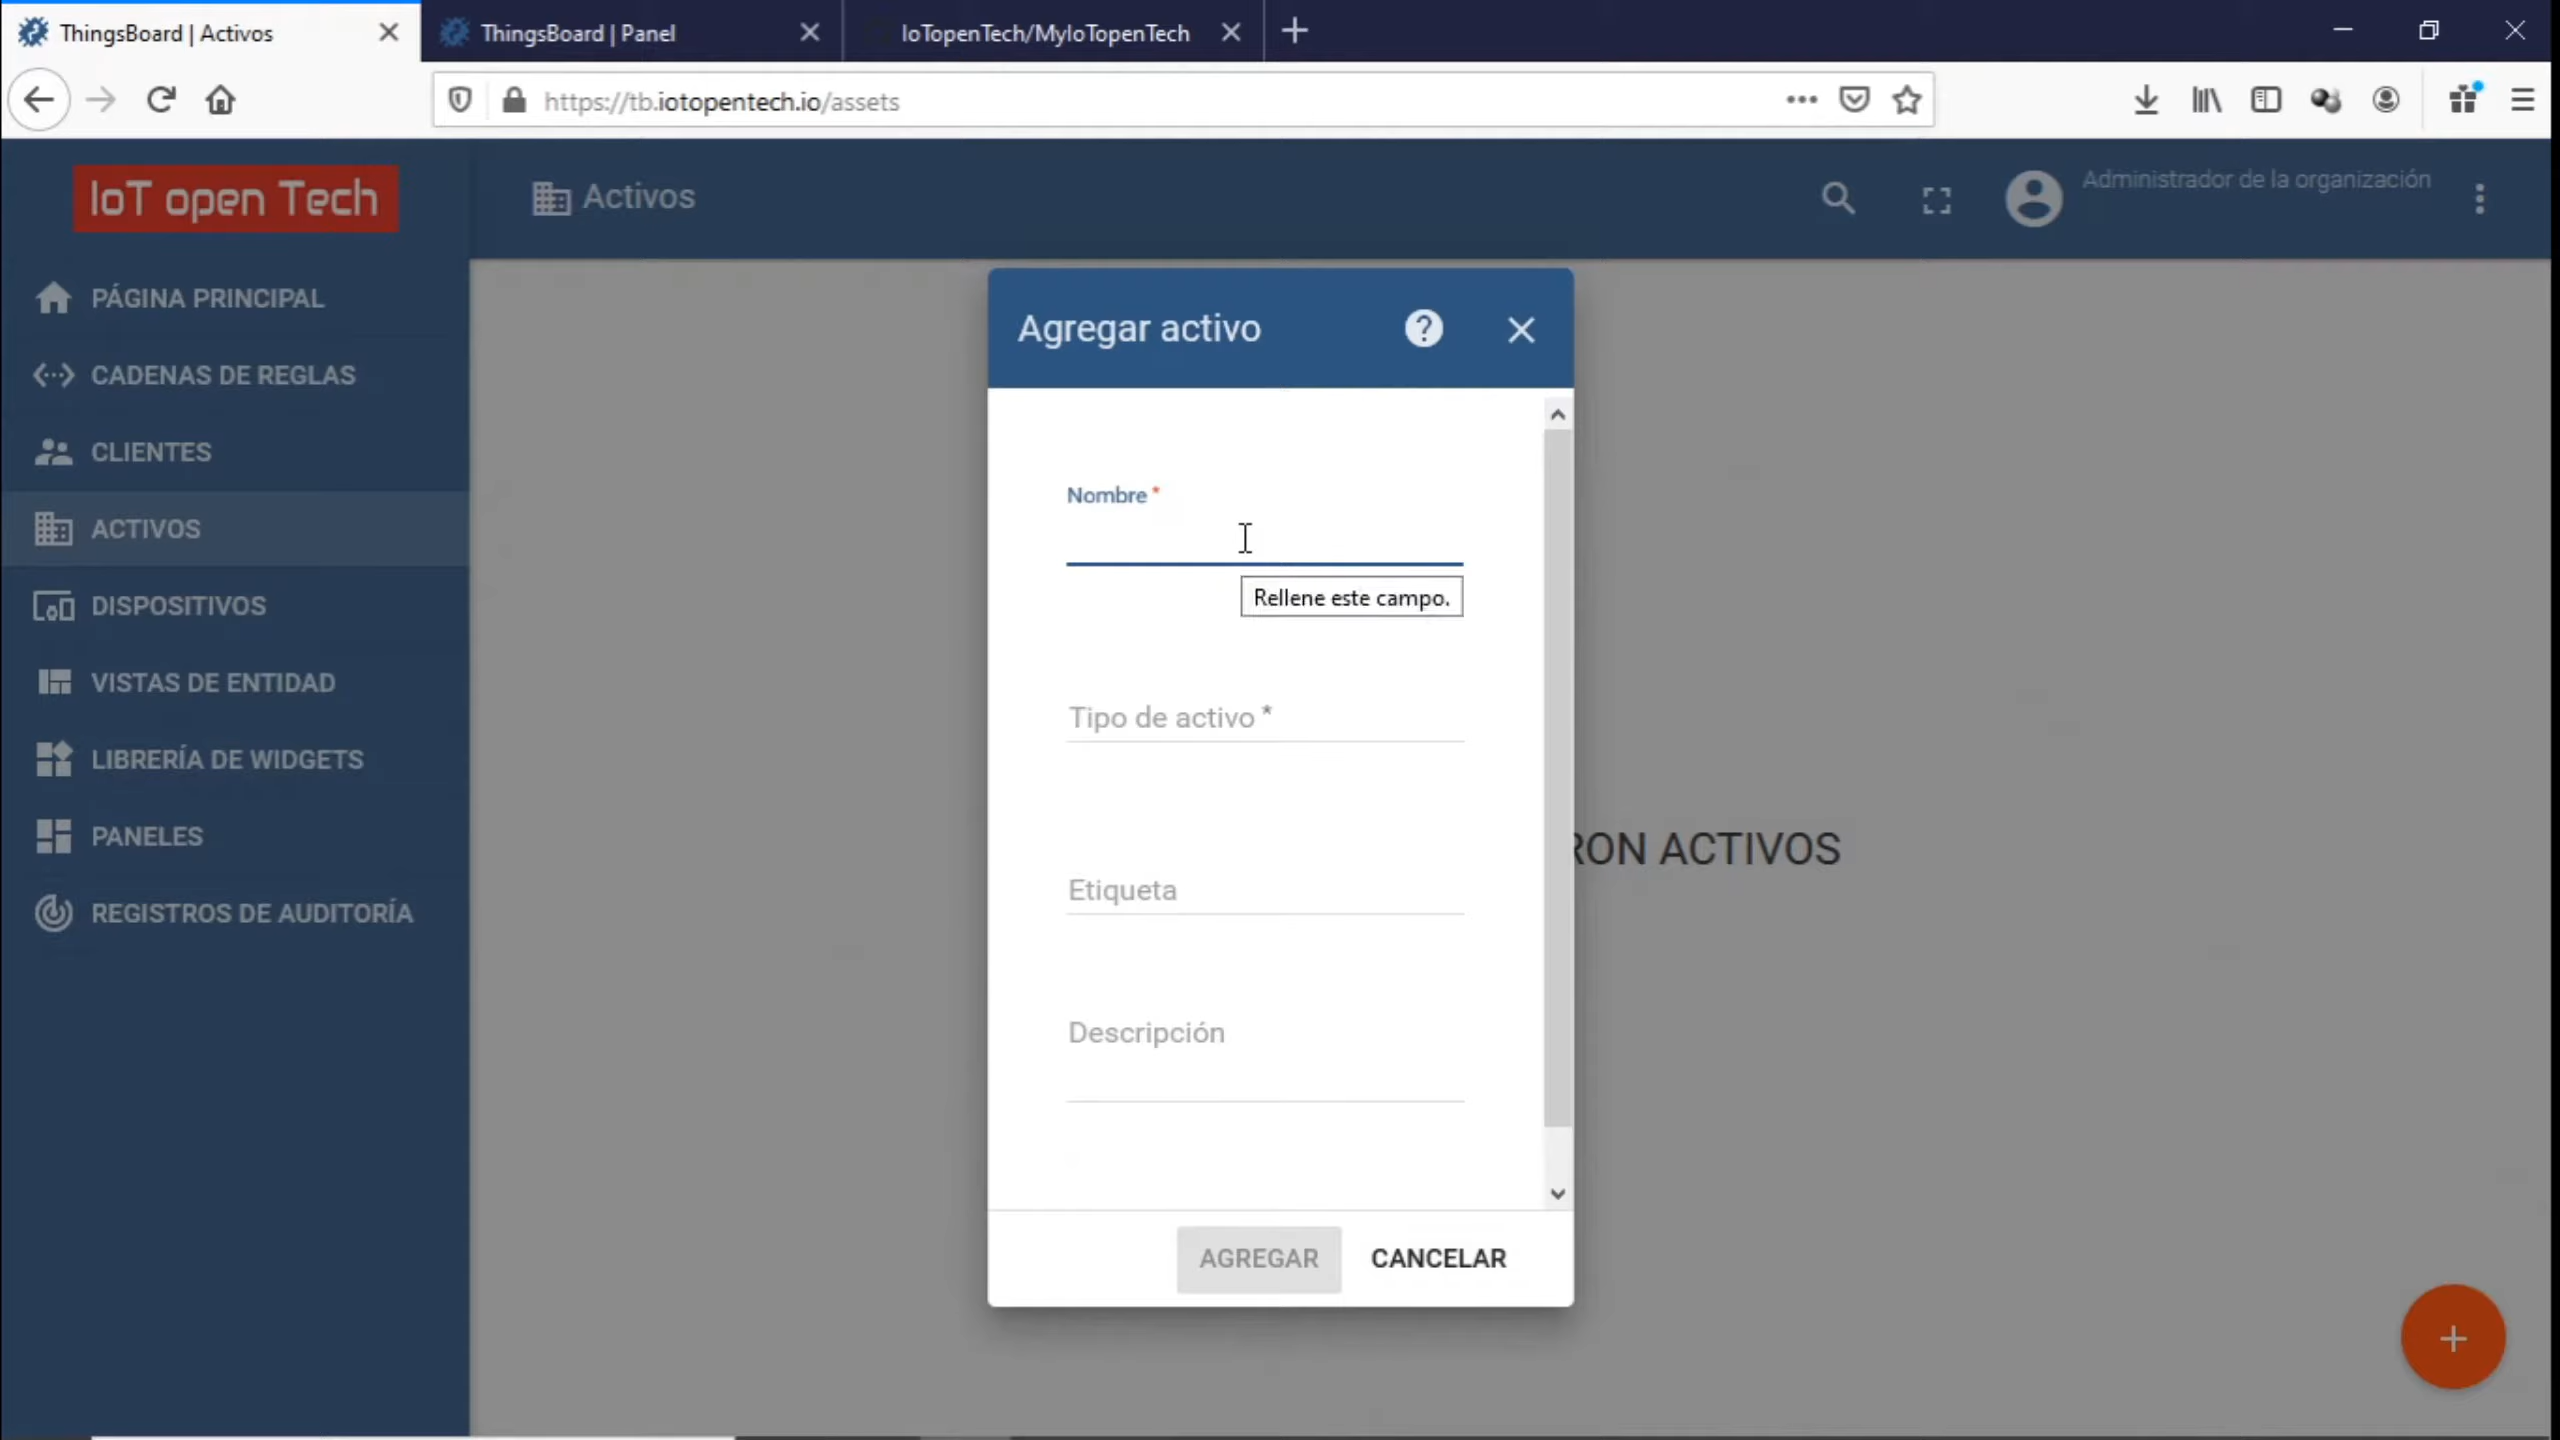 ThingsBoard | Activos
ThingsBoard | Panel
IoTopenTech/MyIoTopenTech
https://tb.iotopentech.io/assets
IoT open Tech
Activos
Administrador de la organización
PÁGINA PRINCIPAL
CADENAS DE REGLAS
CLIENTES
ACTIVOS
DISPOSITIVOS
VISTAS DE ENTIDAD
LIBRERÍA DE WIDGETS
PANELES
REGISTROS DE AUDITORÍA
Agregar activo
Nombre *
Rellene este campo.
Tipo de activo *
Etiqueta
Descripción
AGREGAR
CANCELAR
ACTIVOS